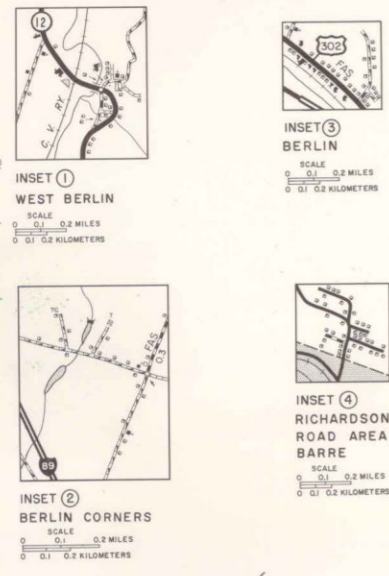 12
C. V. RY.
INSET 1
WEST BERLIN
SCALE
0 0.1 0.2 MILES
0 0.1 0.2 KILOMETERS
302
FAS
INSET 3
BERLIN
SCALE
0 0.1 0.2 MILES
0 0.1 0.2 KILOMETERS
FAS
0.3
89
INSET 2
BERLIN CORNERS
SCALE
0 0.1 0.2 MILES
0 0.1 0.2 KILOMETERS
INSET 4
RICHARDSON
ROAD AREA
BARRE
SCALE
0 0.1 0.2 MILES
0 0.1 0.2 KILOMETERS